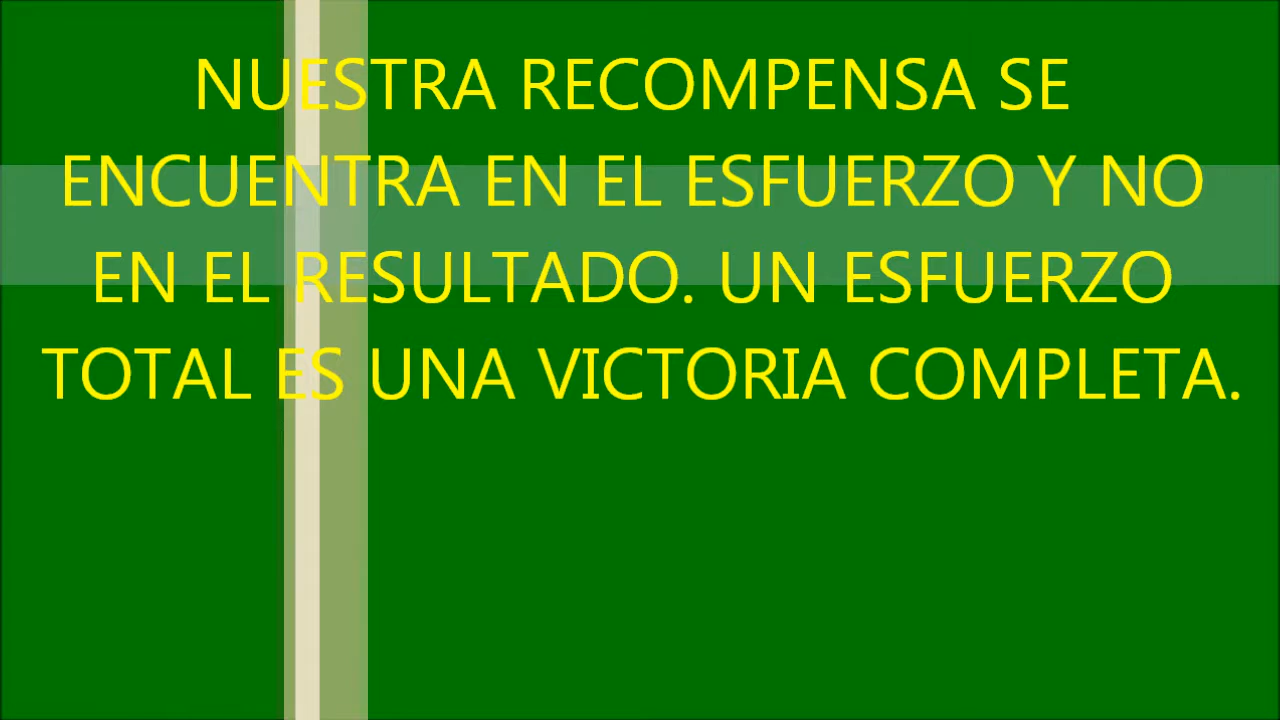 NUESTRA RECOMPENSA SE
ENCUENTRA EN EL ESFUERZO Y NO
EN EL RESULTADO. UN ESFUERZO
TOTAL ES UNA VICTORIA COMPLETA.